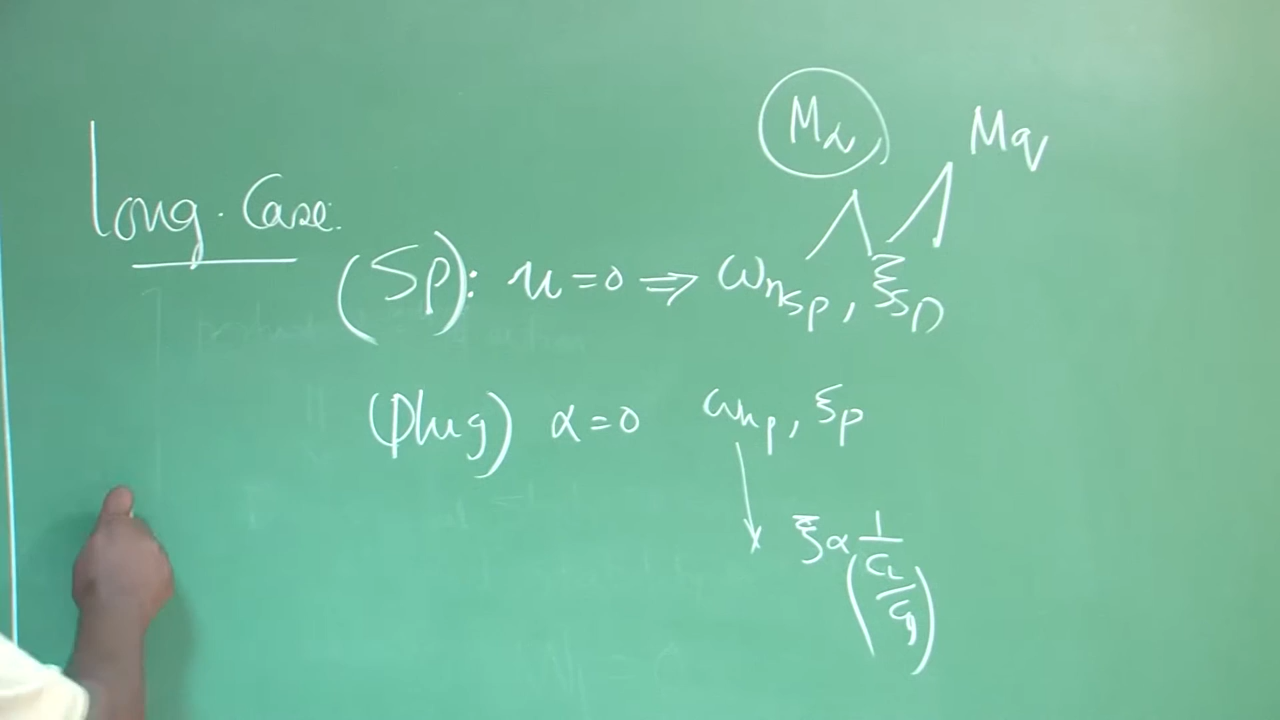 Mα Mq
Long. Case.
(SP): u = 0 ⇒ ωnSP, ξSP
(Phug) α = 0 ωnp, ξp
ξ α 1/(CL/CD)